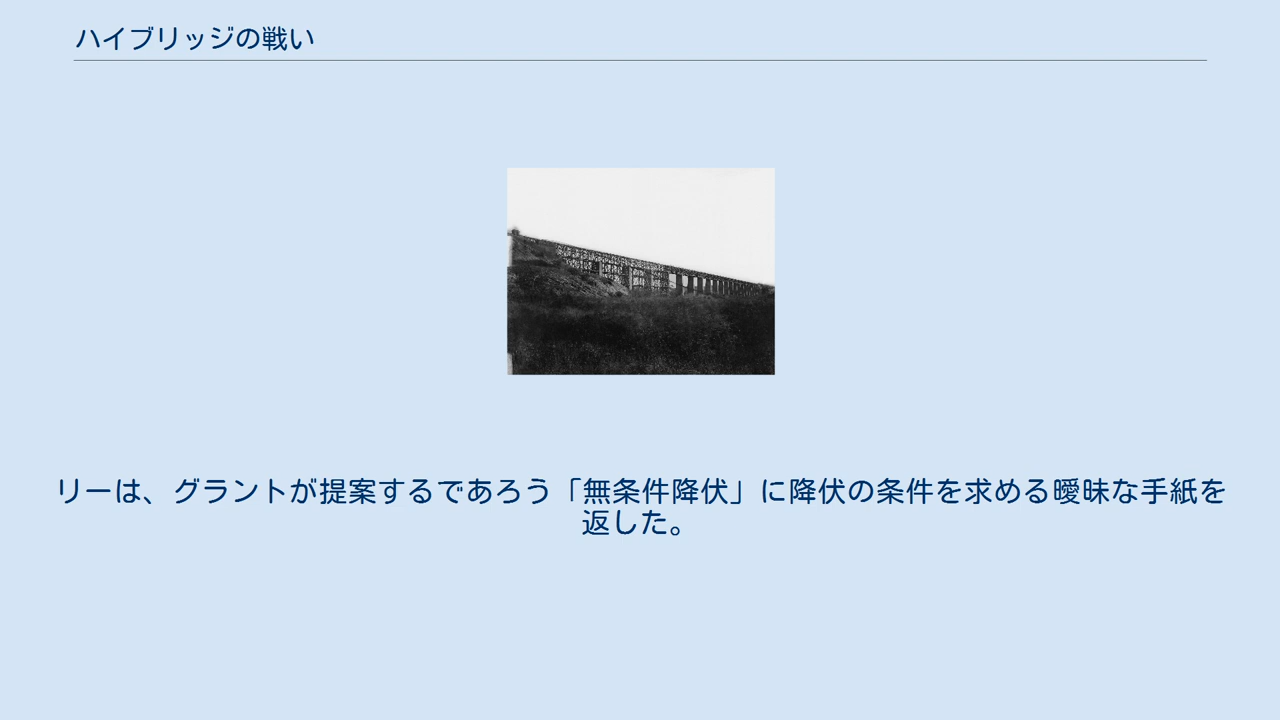 ハイブリッジの戦い
リーは、グラントが提案するであろう「無条件降伏」に降伏の条件を求める曖昧な手紙を
返した。